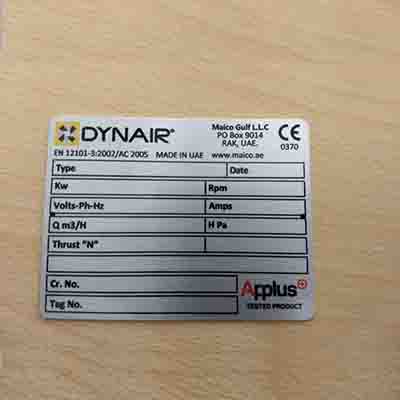 DYNAIR®
Maico Gulf L.L.C
PO Box 9014
RAK, UAE.
CE
0370
EN 12101-3:2002/AC 2005 MADE IN UAE www.maico.ae
Type Date
Kw Rpm
Volts-Ph-Hz Amps
Q m3/H H Pa
Thrust "N"
Cr. No.
Tag No.
Applus+
TESTED PRODUCT